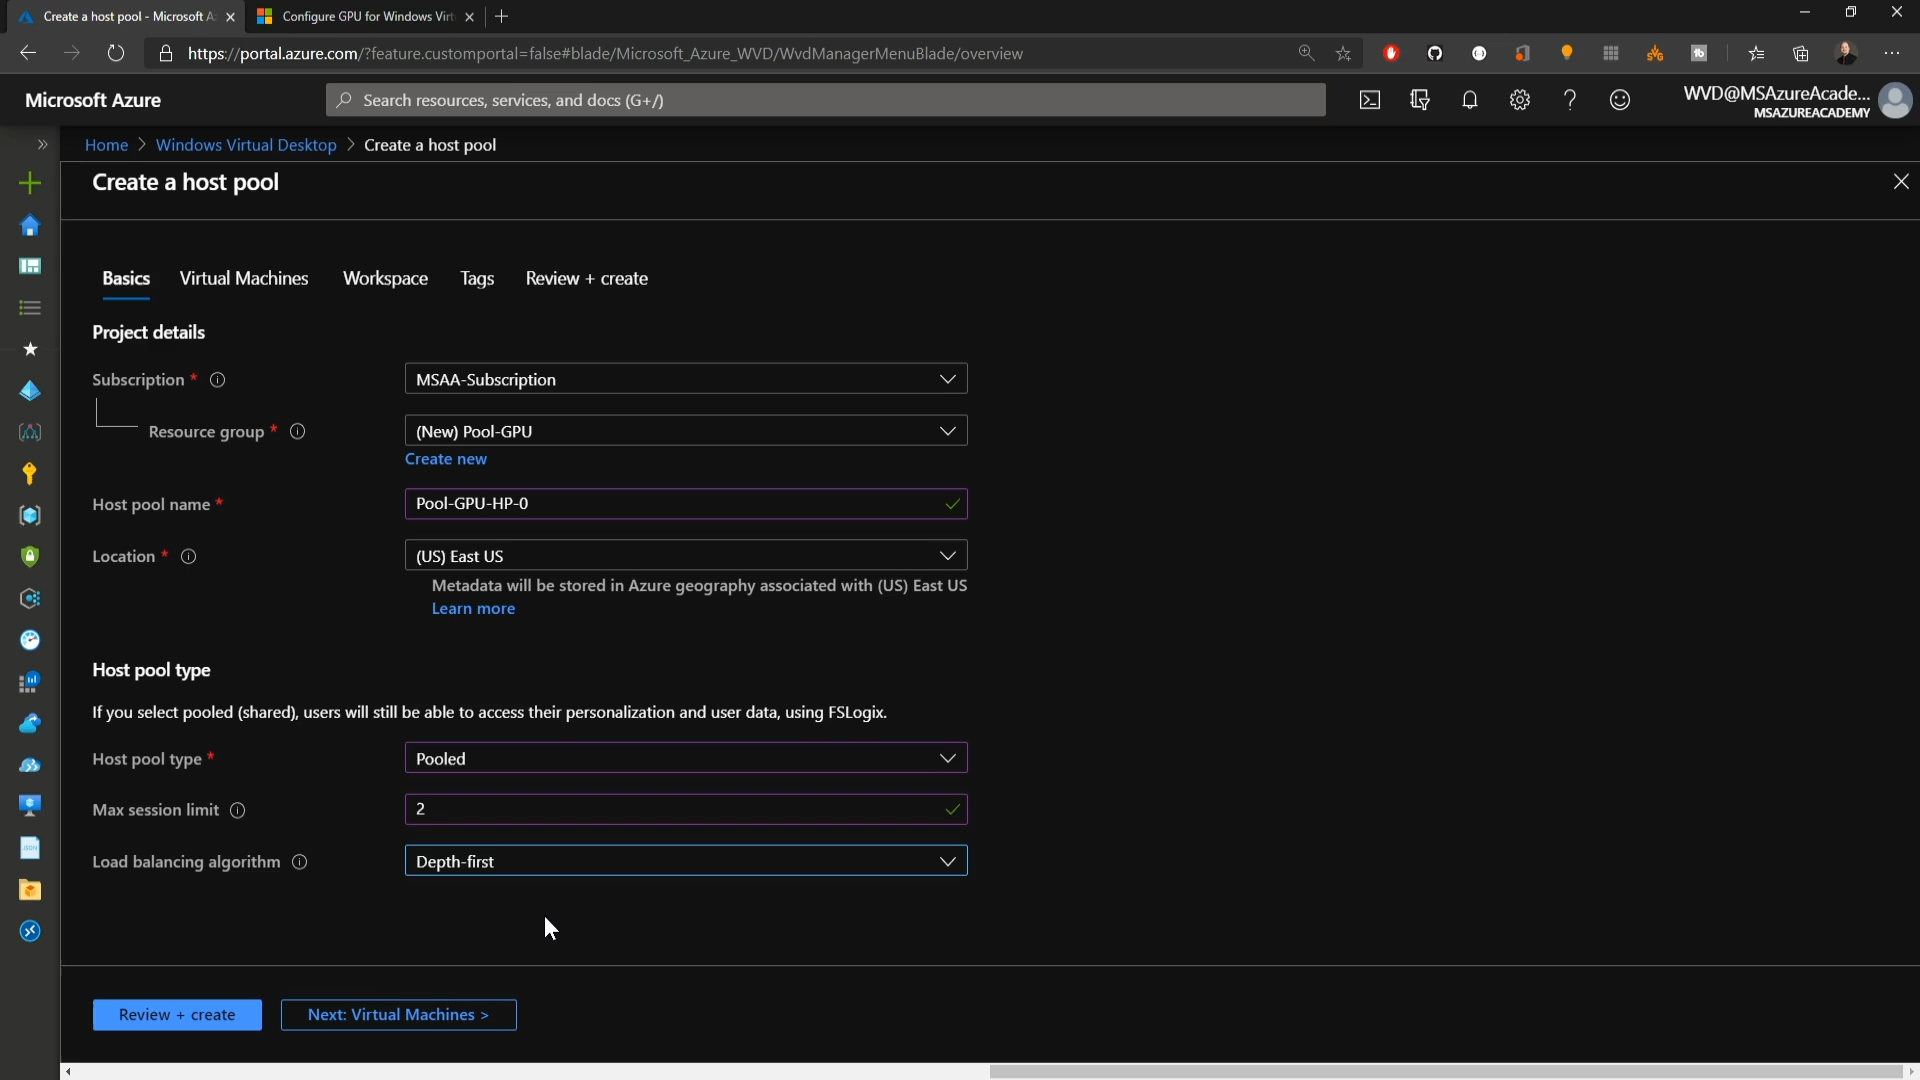 Create a host pool - Microsoft A
Configure GPU for Windows Virt
https://portal.azure.com/?feature.customportal=false#blade/Microsoft_Azure_WVD/WvdManagerMenuBlade/overview
Microsoft Azure
Search resources, services, and docs (G+/)
WVD@MSAzureAcade...
MSAZUREACADEMY
Home > Windows Virtual Desktop > Create a host pool
Create a host pool
Basics Virtual Machines Workspace Tags Review + create
Project details
Subscription *
MSAA-Subscription
Resource group *
(New) Pool-GPU
Create new
Host pool name *
Pool-GPU-HP-0
Location *
(US) East US
Metadata will be stored in Azure geography associated with (US) East US
Learn more
Host pool type
If you select pooled (shared), users will still be able to access their personalization and user data, using FSLogix.
Host pool type *
Pooled
Max session limit
2
Load balancing algorithm
Depth-first
Review + create
Next: Virtual Machines >